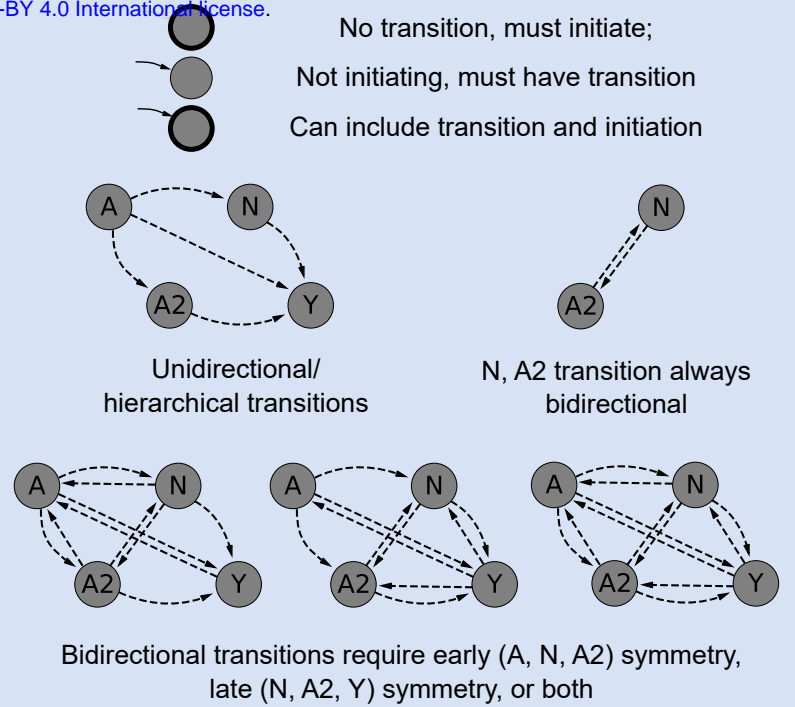 -BY 4.0 International license.
No transition, must initiate;
Not initiating, must have transition
Can include transition and initiation
A
N
A2
Y
N
A2
Unidirectional/
hierarchical transitions
N, A2 transition always
bidirectional
A
N
A2
Y
A
N
A2
Y
A
N
A2
Y
Bidirectional transitions require early (A, N, A2) symmetry,
late (N, A2, Y) symmetry, or both